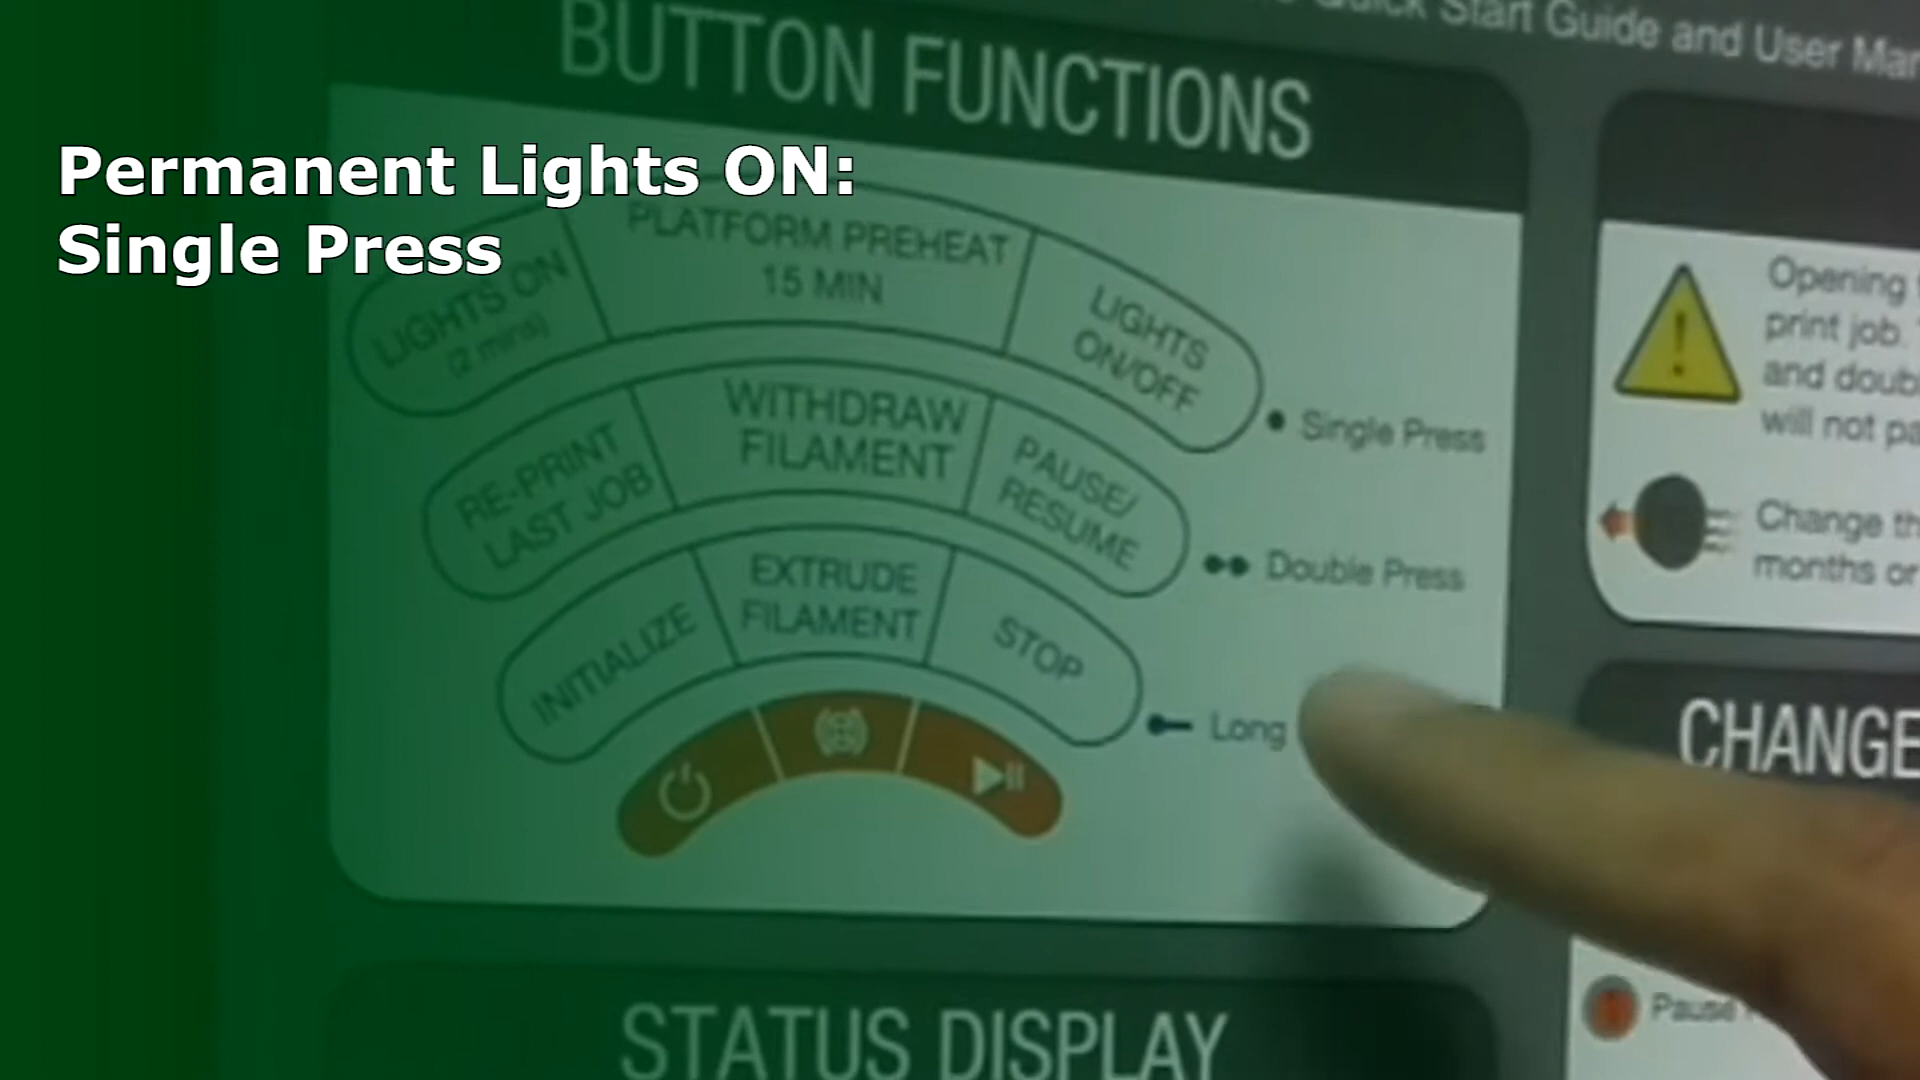 Quick Start Guide and User Mar
BUTTON FUNCTIONS
Permanent Lights ON:
Single Press
LIGHTS ON
(2 mins)
PLATFORM PREHEAT
15 MIN
LIGHTS
ON/OFF
Single Press
RE-PRINT
LAST JOB
WITHDRAW
FILAMENT
PAUSE/
RESUME
Double Press
INITIALIZE
EXTRUDE
FILAMENT
STOP
Long
Opening
print job.
and doub
will not pa
Change th
months or
CHANGE
Pause
STATUS DISPLAY